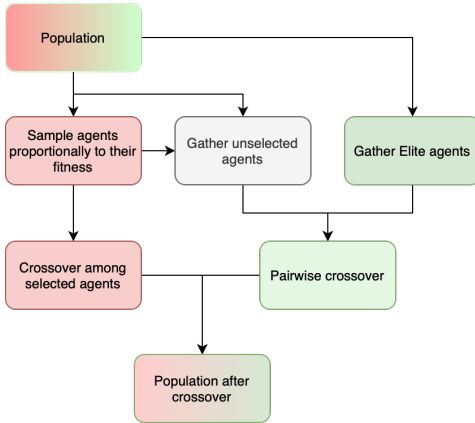 Population
Sample agents
proportionally to their
fitness
Gather unselected
agents
Gather Elite agents
Crossover among
selected agents
Pairwise crossover
Population after
crossover